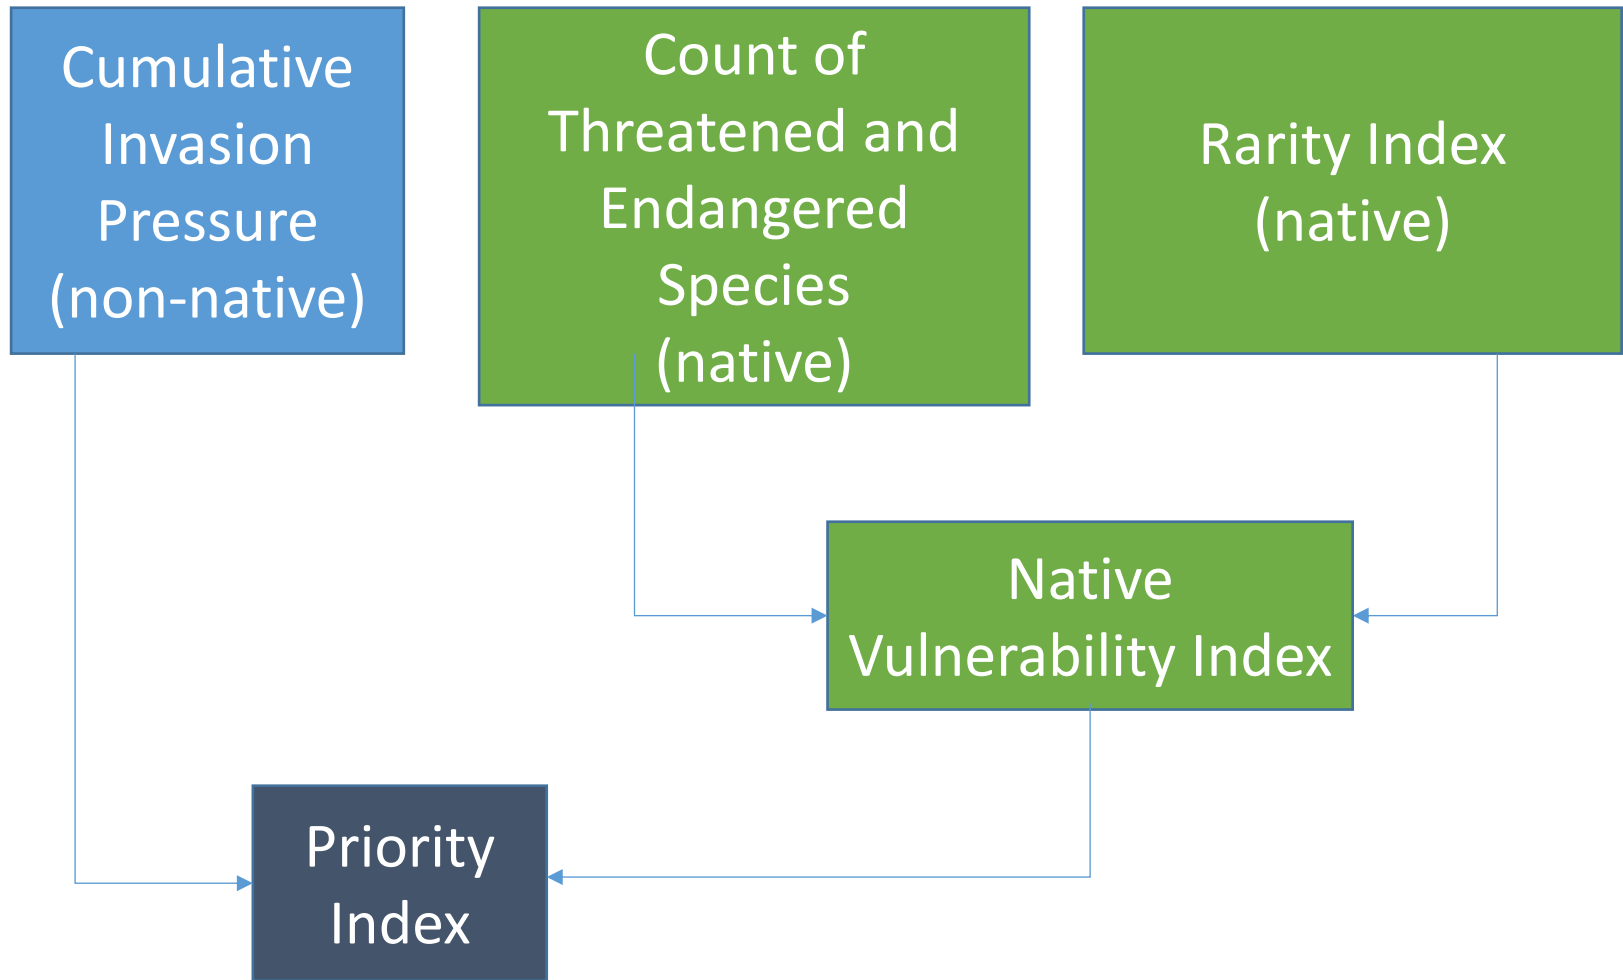 Cumulative
Invasion
Pressure
(non-native)
Count of
Threatened and
Endangered
Species
(native)
Rarity Index
(native)
Native
Vulnerability Index
Priority
Index